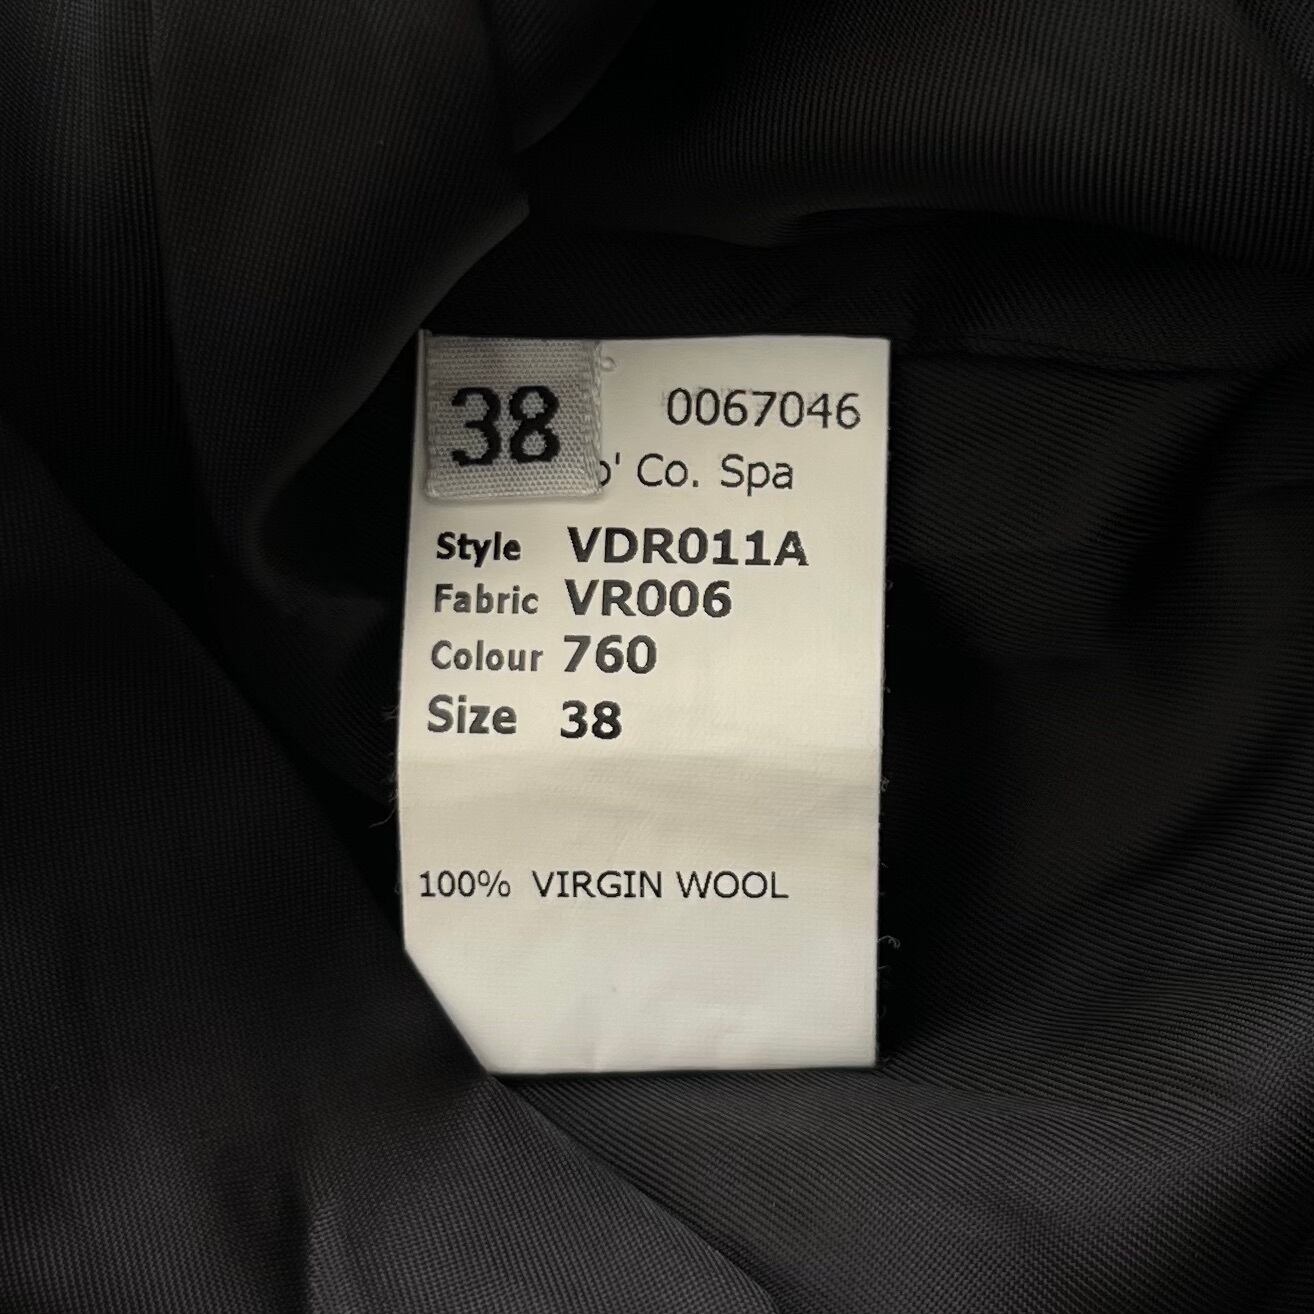 38
0067046
o' Co. Spa
Style VDR011A
Fabric VR006
Colour 760
Size 38
100% VIRGIN WOOL